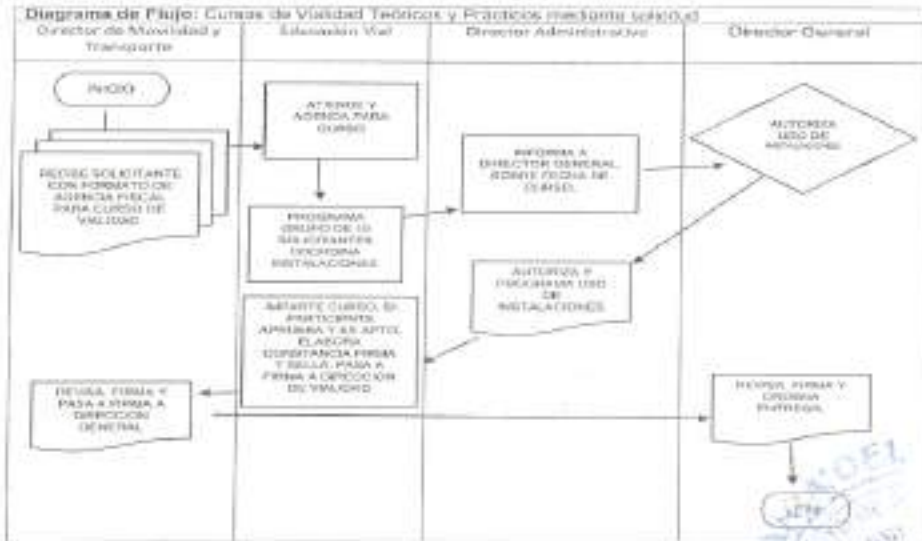 Diagrama de Flujo: Cursos de Vialidad Teóricos y Prácticos mediante solicitud
Director de Movilidad y
Transporte
Educación Vial
Director Administrativo
Director General
INICIO
RECIBE SOLICITANTE
CON FORMATO DE
AGENCIA FISCAL
PARA CURSO DE
VIALIDAD
ATIENDE Y
AGENDA PARA
CURSO
PROGRAMA
GRUPO DE 10
SOLICITANTES
COORDINA
INSTALACIONES
INFORMA A
DIRECTOR GENERAL
SOBRE FECHA DE
CURSO.
AUTORIZA
USO DE
INSTALACIONES
AUTORIZA Y
PROGRAMA USO
DE
INSTALACIONES
IMPARTE CURSO, SI
PARTICIPANTE
APRUEBA Y ES APTO,
ELABORA
CONSTANCIA FIRMA
Y SELLA, PASA A
FIRMA A DIRECCION
DE VIALIDAD
REVISA, FIRMA Y
PASA A FIRMA A
DIRECCION
GENERAL
REVISA, FIRMA Y
ORDENA
ENTREGA.